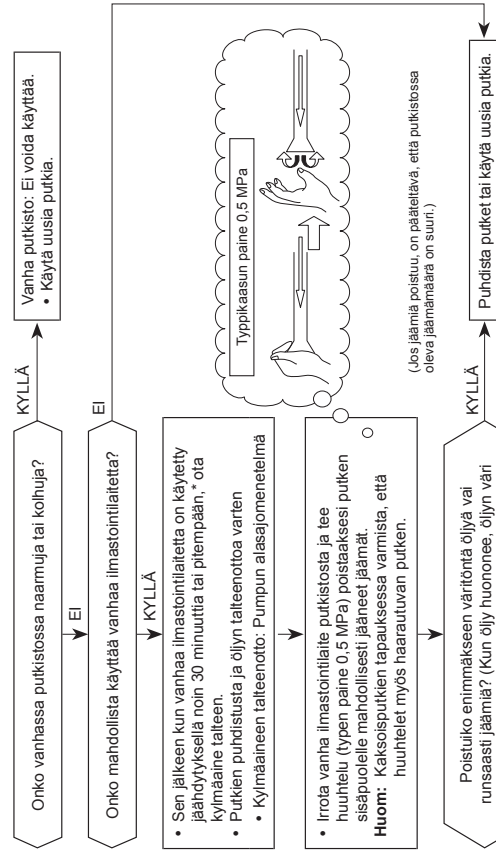 Onko vanhassa putkistossa naarmuja tai kolhuja?
KYLLÄ
Vanha putkisto: Ei voida käyttää.
• Käytä uusia putkia.
EI
Onko mahdollista käyttää vanhaa ilmastointilaitetta?
EI
KYLLÄ
• Sen jälkeen kun vanhaa ilmastointilaitetta on käytetty
jäähdytyksellä noin 30 minuuttia tai pitempään,* ota
kylmäaine talteen.
• Putkien puhdistusta ja öljyn talteenottoa varten
• Kylmäaineen talteenotto: Pumpun alasajomenetelmä
Typpikaasun paine 0,5 MPa
• Irrota vanha ilmastointilaite putkistosta ja tee
huuhtelu (typen paine 0,5 MPa) poistaaksesi putken
sisäpuolelle mahdollisesti jääneet jäämät.
Huom: Kaksoisputkien tapauksessa varmista, että
huuhtelet myös haarautuvan putken.
(Jos jäämiä poistuu, on pääteltävä, että putkistossa
oleva jäämämäärä on suuri.)
Poistuiko enimmäkseen väritöntä öljyä vai
runsaasti jäämiä? (Kun öljy huononee, öljyn väri
KYLLÄ
Puhdista putket tai käytä uusia putkia.